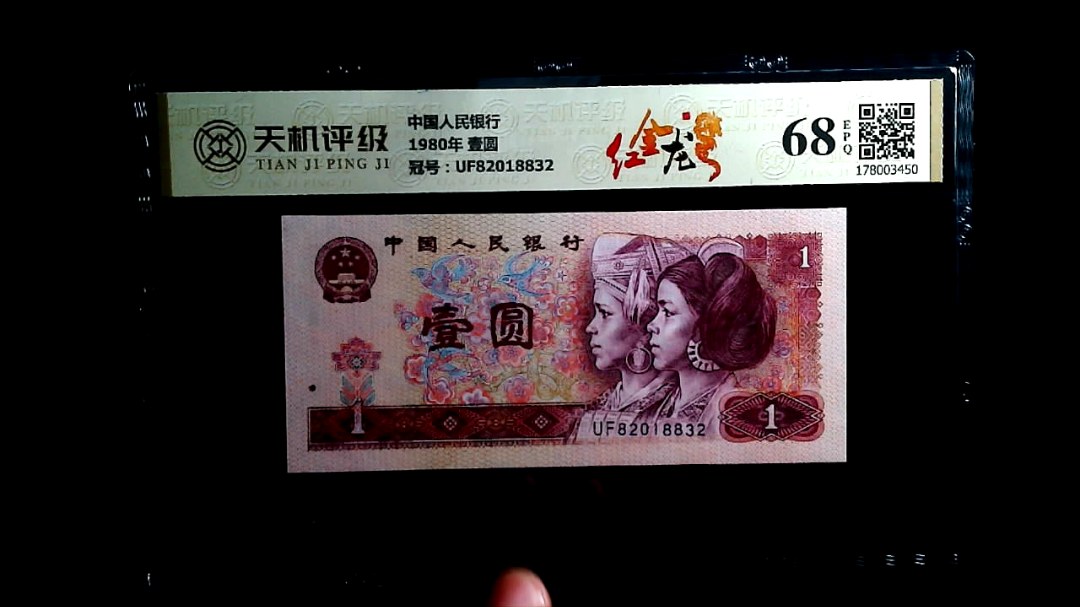 天机评级
TIAN JI PING JI
中国人民银行
1980年 壹圆
冠号：UF82018832
红金龙
68
EPQ
178003450
中国人民银行
1
壹圆
1
UF82018832
1